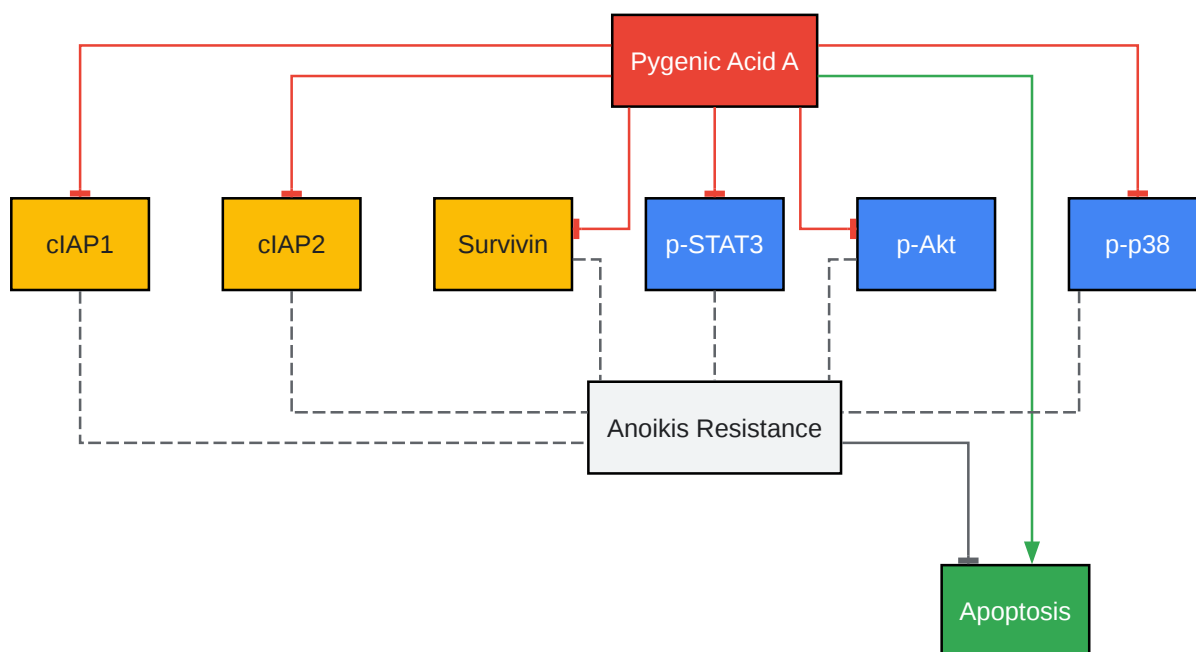 Pygenic Acid A
cIAP1
cIAP2
Survivin
p-STAT3
p-Akt
p-p38
Anoikis Resistance
Apoptosis